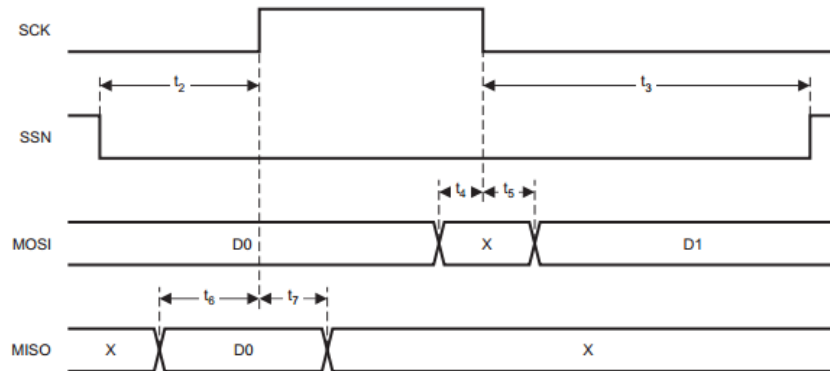 SCK
t2
t3
SSN
t4 t5
MOSI D0 X D1
t6 t7
MISO X D0 X